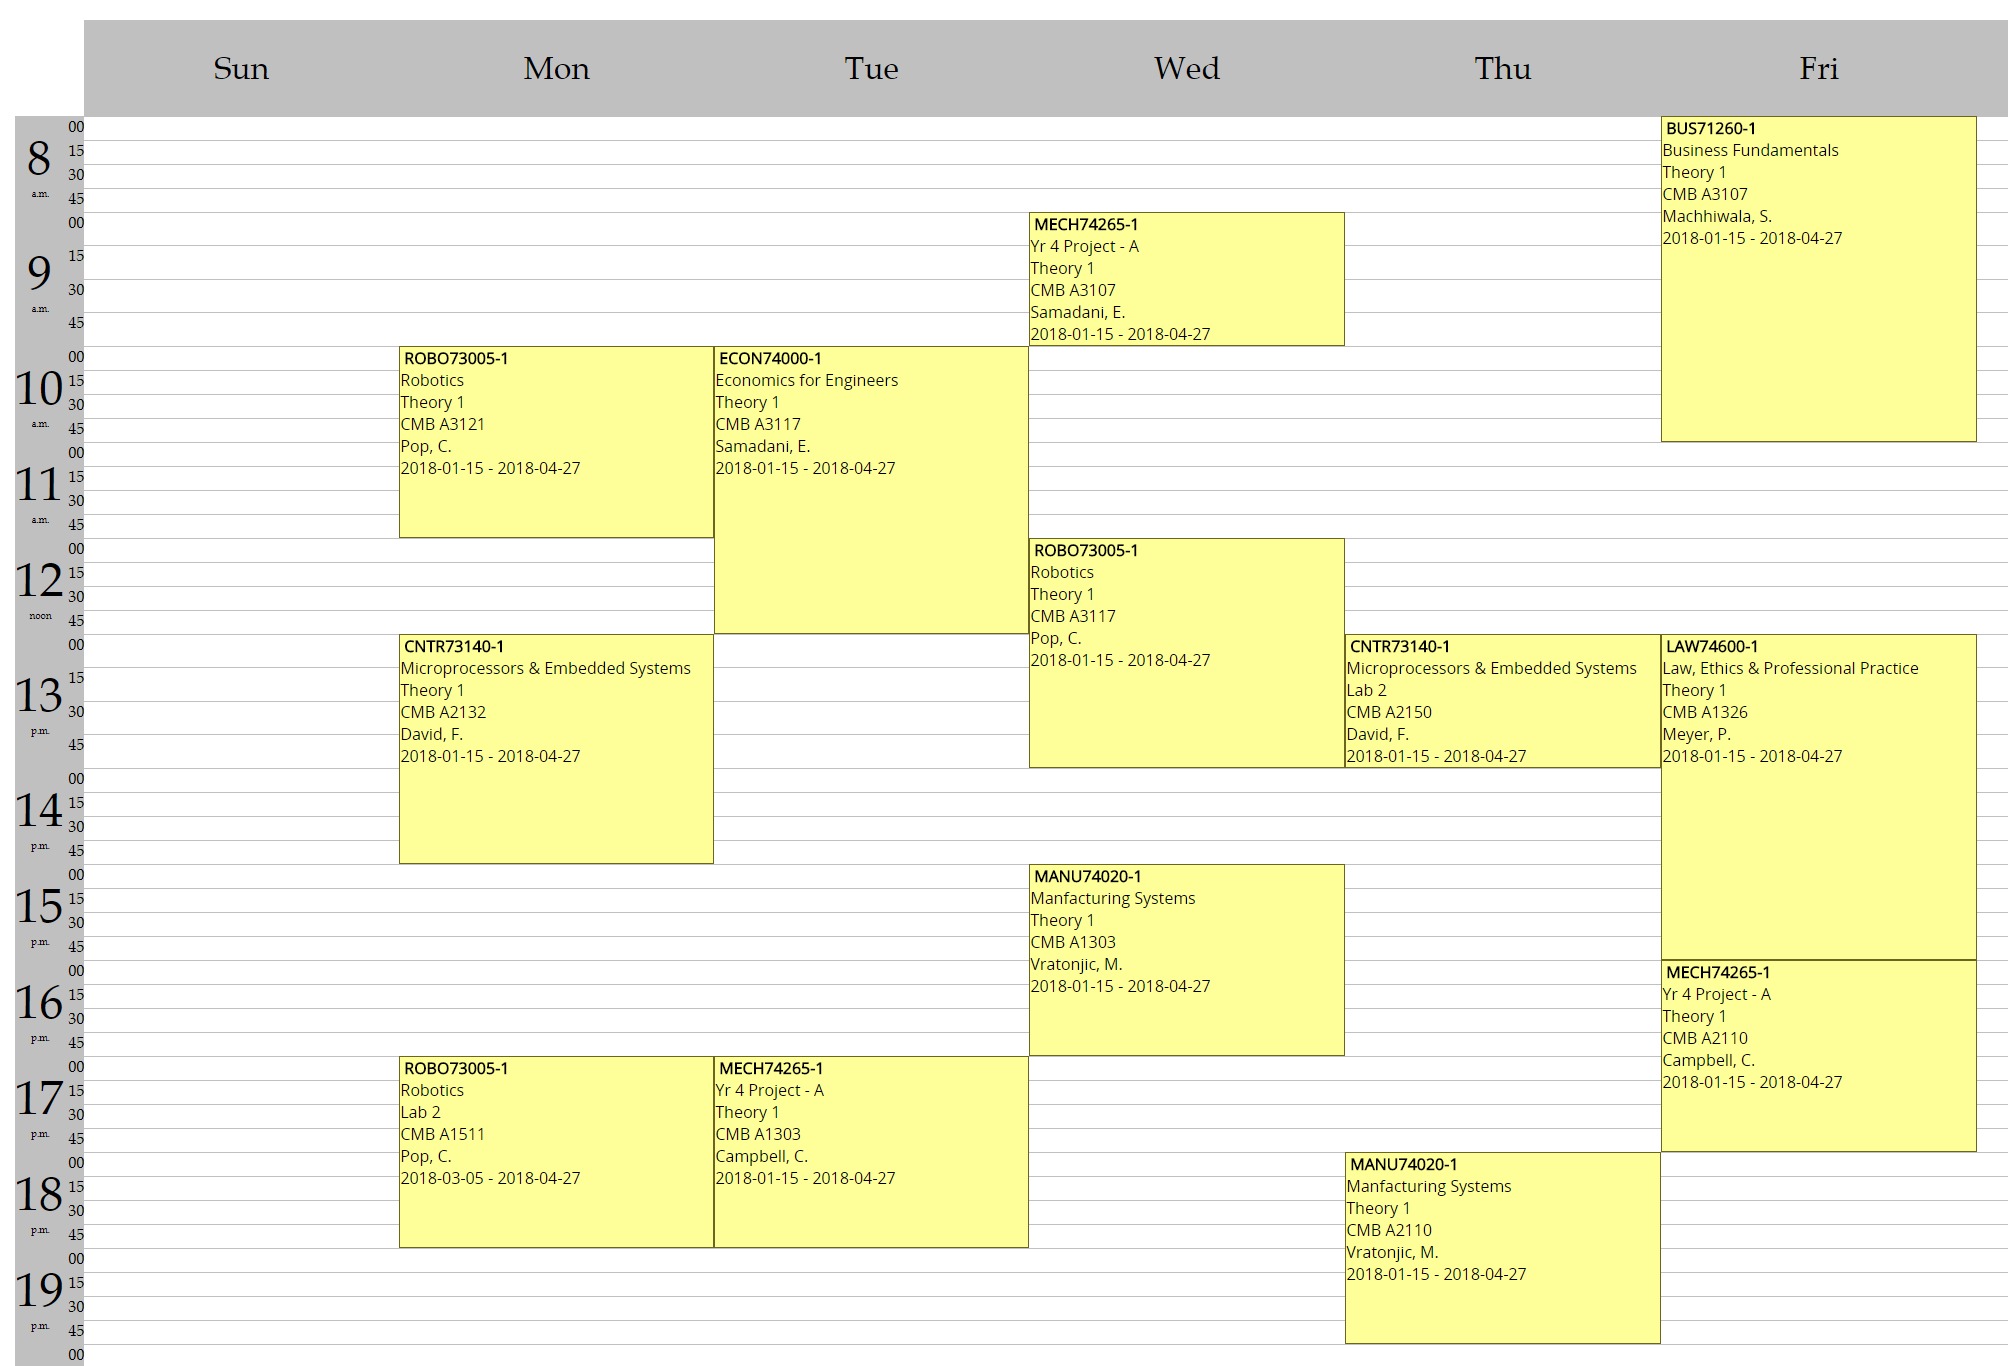 Sun Mon Tue Wed Thu Fri
8
a.m.
00
15
30
45
9
a.m.
00
15
30
45
10
a.m.
00
15
30
45
11
a.m.
00
15
30
45
12
noon
00
15
30
45
13
p.m.
00
15
30
45
14
p.m.
00
15
30
45
15
p.m.
00
15
30
45
16
p.m.
00
15
30
45
17
p.m.
00
15
30
45
18
p.m.
00
15
30
45
19
p.m.
00
15
30
45
00
ROBO73005-1
Robotics
Theory 1
CMB A3121
Pop, C.
2018-01-15 - 2018-04-27
CNTR73140-1
Microprocessors & Embedded Systems
Theory 1
CMB A2132
David, F.
2018-01-15 - 2018-04-27
ROBO73005-1
Robotics
Lab 2
CMB A1511
Pop, C.
2018-03-05 - 2018-04-27
ECON74000-1
Economics for Engineers
Theory 1
CMB A3117
Samadani, E.
2018-01-15 - 2018-04-27
MECH74265-1
Yr 4 Project - A
Theory 1
CMB A1303
Campbell, C.
2018-01-15 - 2018-04-27
MECH74265-1
Yr 4 Project - A
Theory 1
CMB A3107
Samadani, E.
2018-01-15 - 2018-04-27
ROBO73005-1
Robotics
Theory 1
CMB A3117
Pop, C.
2018-01-15 - 2018-04-27
MANU74020-1
Manfacturing Systems
Theory 1
CMB A1303
Vratonjic, M.
2018-01-15 - 2018-04-27
CNTR73140-1
Microprocessors & Embedded Systems
Lab 2
CMB A2150
David, F.
2018-01-15 - 2018-04-27
MANU74020-1
Manfacturing Systems
Theory 1
CMB A2110
Vratonjic, M.
2018-01-15 - 2018-04-27
BUS71260-1
Business Fundamentals
Theory 1
CMB A3107
Machhiwala, S.
2018-01-15 - 2018-04-27
LAW74600-1
Law, Ethics & Professional Practice
Theory 1
CMB A1326
Meyer, P.
2018-01-15 - 2018-04-27
MECH74265-1
Yr 4 Project - A
Theory 1
CMB A2110
Campbell, C.
2018-01-15 - 2018-04-27